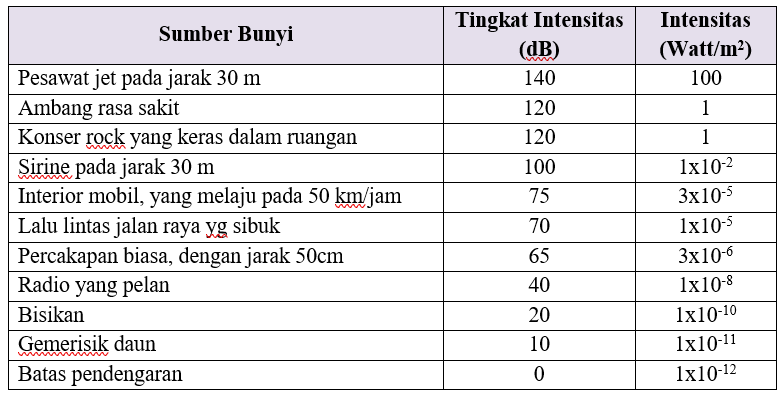 Sumber Bunyi Tingkat Intensitas (dB) Intensitas (Watt/m²)
Pesawat jet pada jarak 30 m 140 100
Ambang rasa sakit 120 1
Konser rock yang keras dalam ruangan 120 1
Sirine pada jarak 30 m 100 1x10⁻²
Interior mobil, yang melaju pada 50 km/jam 75 3x10⁻⁵
Lalu lintas jalan raya yg sibuk 70 1x10⁻⁵
Percakapan biasa, dengan jarak 50cm 65 3x10⁻⁶
Radio yang pelan 40 1x10⁻⁸
Bisikan 20 1x10⁻¹⁰
Gemerisik daun 10 1x10⁻¹¹
Batas pendengaran 0 1x10⁻¹²